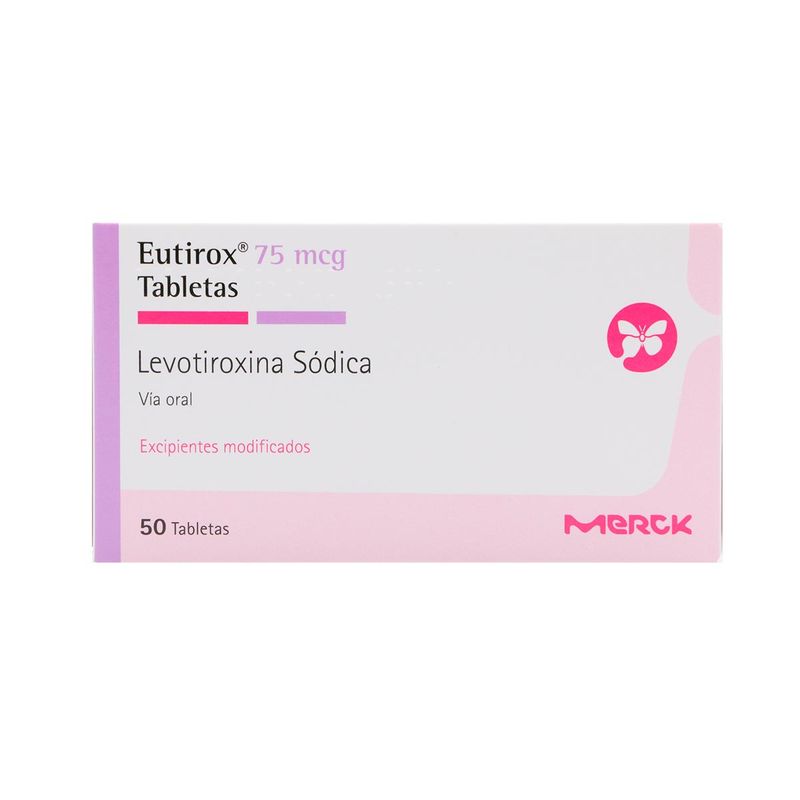 Eutirox® 75 mcg
Tabletas
Levotiroxina Sódica
Vía oral
Excipientes modificados
50 Tabletas
MERCK